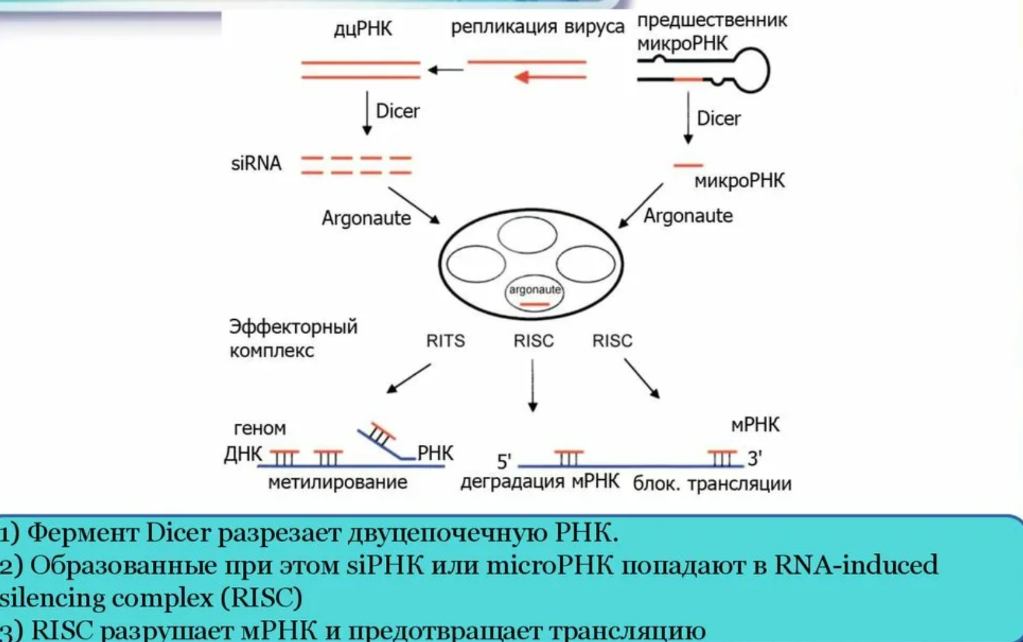 дцРНК
репликация вируса
предшественник
микроРНК
Dicer
Dicer
siRNA
микроРНК
Argonaute
Argonaute
argonaute
Эффекторный
комплекс
RITS
RISC
RISC
геном
ДНК
РНК
метилирование
мРНК
5'
3'
деградация мРНК
блок. трансляции
1) Фермент Dicer разрезает двуцепочечную РНК.
2) Образованные при этом siРНК или microРНК попадают в RNA-induced
silencing complex (RISC)
3) RISC разрушает мРНК и предотвращает трансляцию